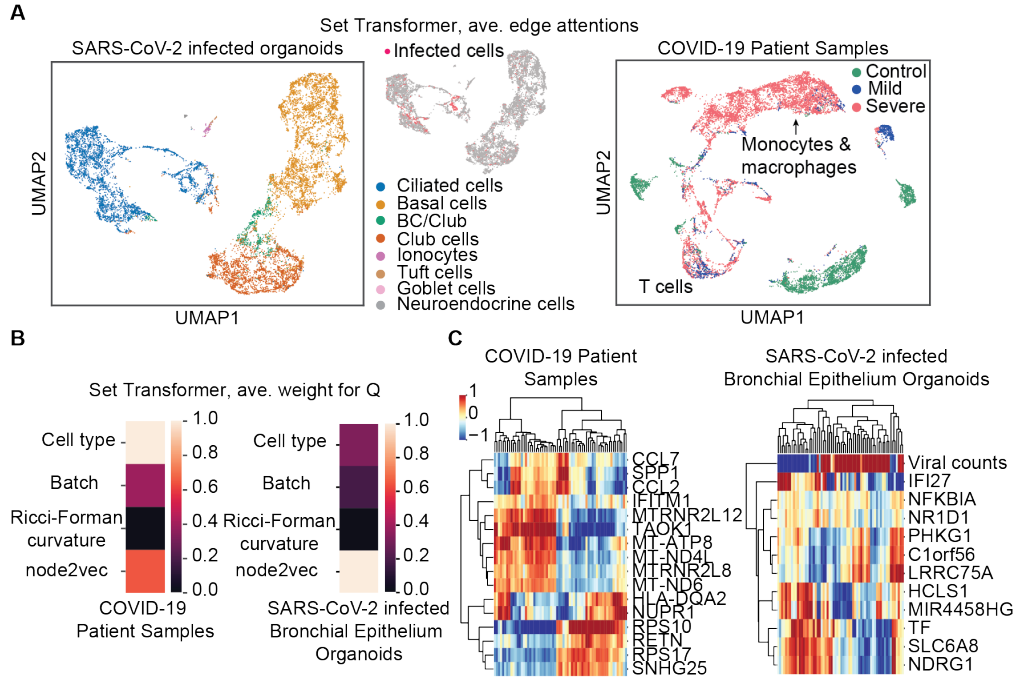 A
Set Transformer, ave. edge attentions
SARS-CoV-2 infected organoids
Infected cells
COVID-19 Patient Samples
UMAP2
UMAP1
Ciliated cells
Basal cells
BC/Club
Club cells
Ionocytes
Tuft cells
Goblet cells
Neuroendocrine cells
UMAP2
Control
Mild
Severe
Monocytes &
macrophages
T cells
UMAP1
B
Set Transformer, ave. weight for Q
Cell type
Batch
Ricci-Forman
curvature
node2vec
1.0
0.8
0.6
0.4
0.2
0.0
COVID-19
Patient Samples
Cell type
Batch
Ricci-Forman
curvature
node2vec
1.0
0.8
0.6
0.4
0.2
0.0
SARS-CoV-2 infected
Bronchial Epithelium
Organoids
C
COVID-19 Patient
Samples
1
0
−1
CCL7
SPP1
CCL2
IFITM1
MTRNR2L12
TAOK1
MT-ATP8
MT-ND4L
MTRNR2L8
MT-ND6
HLA-DQA2
NUPR1
RPS10
RETN
RPS17
SNHG25
SARS-CoV-2 infected
Bronchial Epithelium Organoids
Viral counts
IFI27
NFKBIA
NR1D1
PHKG1
C1orf56
LRRC75A
HCLS1
MIR4458HG
TF
SLC6A8
NDRG1